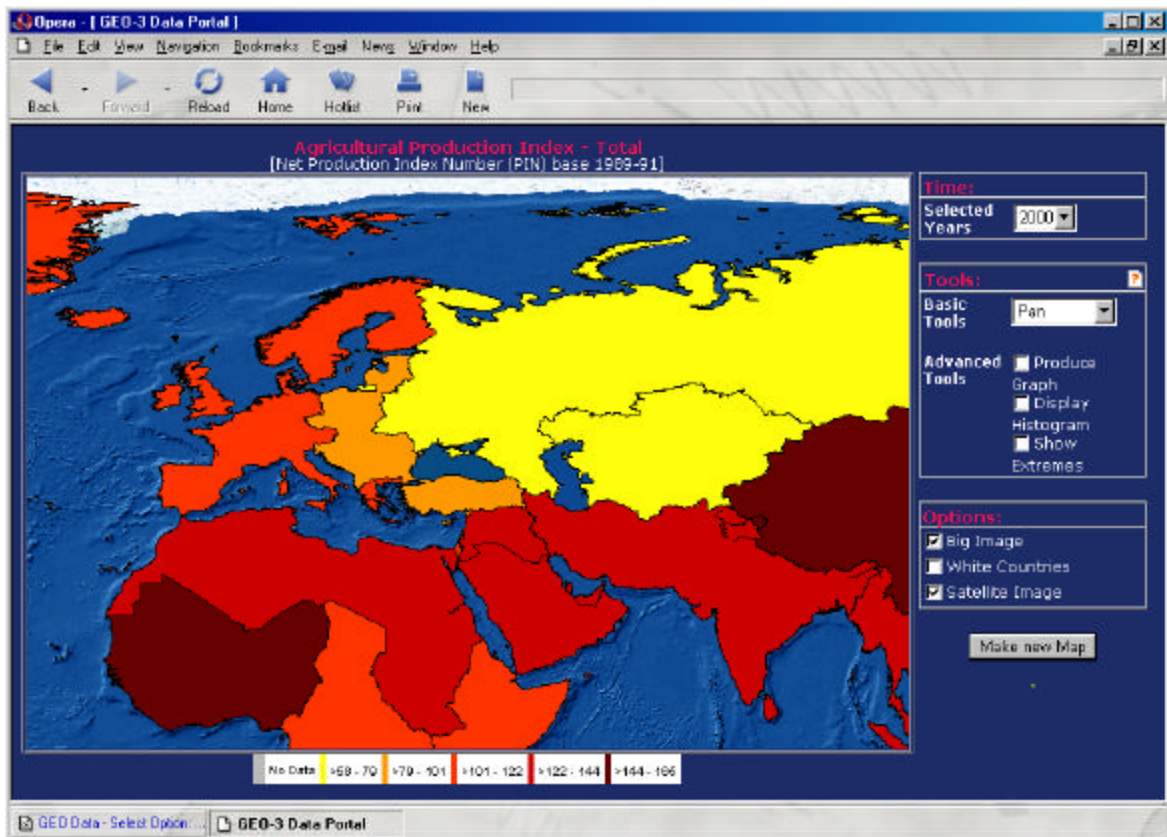 Opera - [ GEO-3 Data Portal ]
File Edit View Navigation Bookmarks E-mail News Window Help
Back Forward Reload Home Hotlist Print New
Agricultural Production Index - Total
[Net Production Index Number (PIN) base 1989-91]
Time:
Selected Years 2000
Tools: ?
Basic Tools Pan
Advanced Tools Produce
Graph
Display
Histogram
Show
Extremes
Options:
Big Image
White Countries
Satellite Image
Make new Map
No Data >58 - 79 >79 - 101 >101 - 122 >122 - 144 >144 - 166
GEO Data - Select Option: ... GEO-3 Data Portal